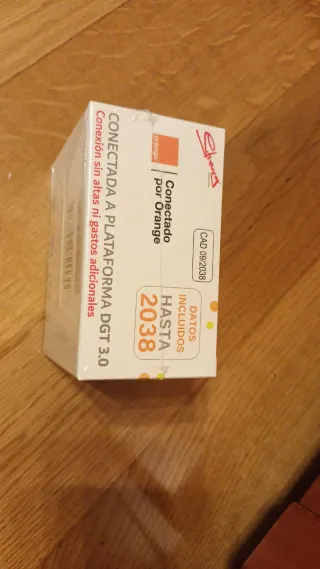 CAD 09/2038
orange
Conectado
por Orange
DATOS
INCLUIDOS
HASTA
2038
CONECTADA A PLATAFORMA DGT 3.0
Conexión sin altas ni gastos adicionales